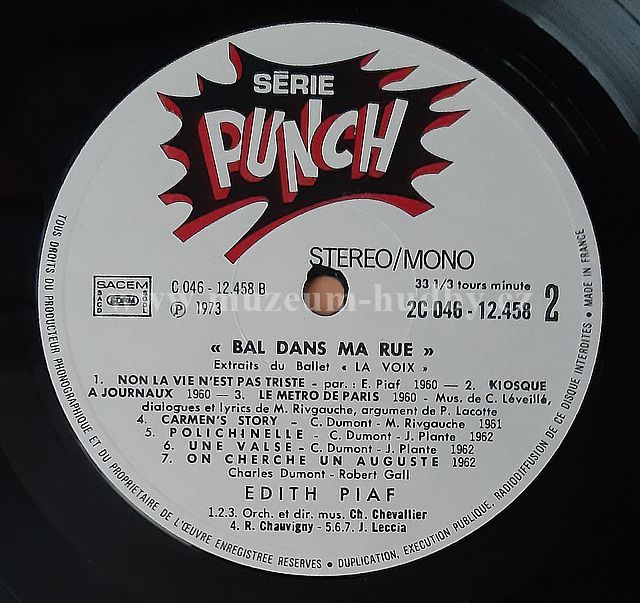 SÉRIE
PUNCH
STEREO/MONO
SACEM
SACD
SDRM
SGDL
C 046 - 12.458 B
Ⓟ 1973
33 1/3 tours minute
2C 046 - 12.458 2
« BAL DANS MA RUE »
Extraits du Ballet « LA VOIX »
1. NON LA VIE N'EST PAS TRISTE - par. : E. Piaf 1960 — 2. KIOSQUE
A JOURNAUX 1960 — 3. LE METRO DE PARIS 1960 - Mus. de C. Léveillé,
dialogues et lyrics de M. Rivgauche, argument de P. Lacotte
4. CARMEN'S STORY - C. Dumont - M. Rivgauche 1961
5. POLICHINELLE - C. Dumont - J. Plante 1962
6. UNE VALSE - C. Dumont - J. Plante 1962
7. ON CHERCHE UN AUGUSTE 1962
Charles Dumont - Robert Gall
EDITH PIAF
1.2.3. Orch. et dir. mus. Ch. Chevallier
4. R. Chauvigny - 5.6.7. J. Leccia
TOUS DROITS DU PRODUCTEUR PHONOGRAPHIQUE ET DU PROPRIETAIRE DE L'ŒUVRE ENREGISTREE RESERVES • DUPLICATION, EXECUTION PUBLIQUE, RADIODIFFUSION DE CE DISQUE INTERDITES • MADE IN FRANCE